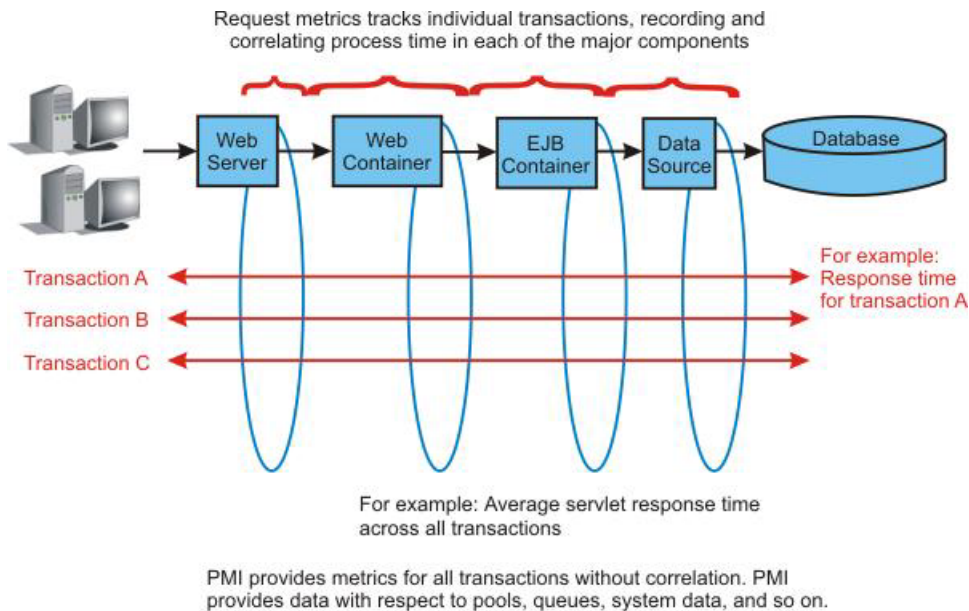 Request metrics tracks individual transactions, recording and
correlating process time in each of the major components
Web
Server
Web
Container
EJB
Container
Data
Source
Database
Transaction A
For example:
Response time
for transaction A
Transaction B
Transaction C
For example: Average servlet response time
across all transactions
PMI provides metrics for all transactions without correlation. PMI
provides data with respect to pools, queues, system data, and so on.